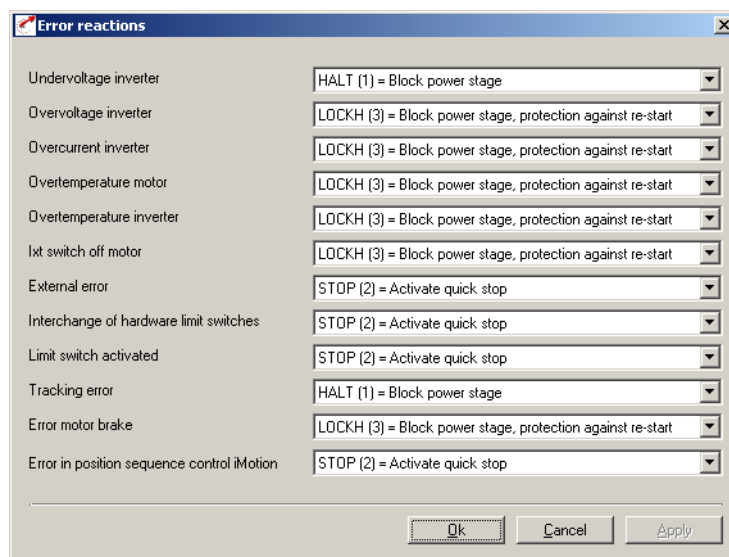 Error reactions
Undervoltage inverter HALT (1) = Block power stage
Overvoltage inverter LOCKH (3) = Block power stage, protection against re-start
Overcurrent inverter LOCKH (3) = Block power stage, protection against re-start
Overtemperature motor LOCKH (3) = Block power stage, protection against re-start
Overtemperature inverter LOCKH (3) = Block power stage, protection against re-start
Ixt switch off motor LOCKH (3) = Block power stage, protection against re-start
External error STOP (2) = Activate quick stop
Interchange of hardware limit switches STOP (2) = Activate quick stop
Limit switch activated STOP (2) = Activate quick stop
Tracking error HALT (1) = Block power stage
Error motor brake LOCKH (3) = Block power stage, protection against re-start
Error in position sequence control iMotion STOP (2) = Activate quick stop
Ok Cancel Apply